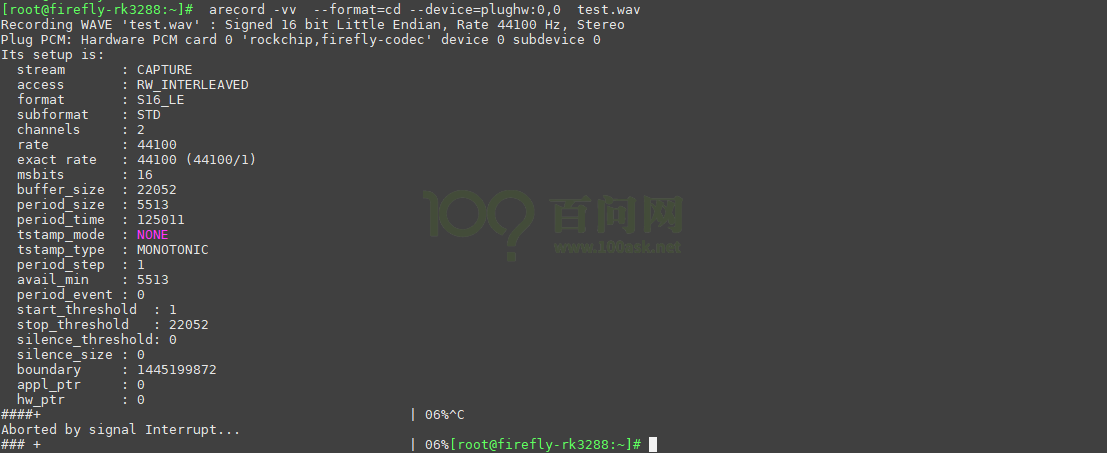 [root@firefly-rk3288:~]#  arecord -vv  --format=cd --device=plughw:0,0  test.wav
Recording WAVE 'test.wav' : Signed 16 bit Little Endian, Rate 44100 Hz, Stereo
Plug PCM: Hardware PCM card 0 'rockchip,firefly-codec' device 0 subdevice 0
Its setup is:
  stream       : CAPTURE
  access       : RW_INTERLEAVED
  format       : S16_LE
  subformat    : STD
  channels     : 2
  rate         : 44100
  exact rate   : 44100 (44100/1)
  msbits       : 16
  buffer_size  : 22052
  period_size  : 5513
  period_time  : 125011
  tstamp_mode  : NONE
  tstamp_type  : MONOTONIC
  period_step  : 1
  avail_min    : 5513
  period_event : 0
  start_threshold  : 1
  stop_threshold   : 22052
  silence_threshold: 0
  silence_size : 0
  boundary     : 1445199872
  appl_ptr     : 0
  hw_ptr       : 0
####+                                              | 06%^C
Aborted by signal Interrupt...
### +                                              | 06%[root@firefly-rk3288:~]#
100 百问网
www.100ask.net